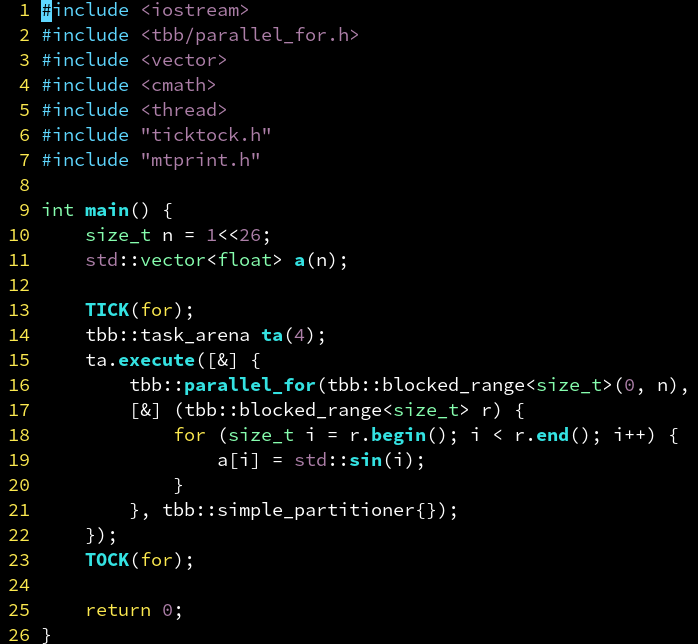 1 #include <iostream>
2 #include <tbb/parallel_for.h>
3 #include <vector>
4 #include <cmath>
5 #include <thread>
6 #include "ticktock.h"
7 #include "mtprint.h"
8
9 int main() {
10     size_t n = 1<<26;
11     std::vector<float> a(n);
12
13     TICK(for);
14     tbb::task_arena ta(4);
15     ta.execute([&] {
16         tbb::parallel_for(tbb::blocked_range<size_t>(0, n),
17         [&] (tbb::blocked_range<size_t> r) {
18             for (size_t i = r.begin(); i < r.end(); i++) {
19                 a[i] = std::sin(i);
20             }
21         }, tbb::simple_partitioner{});
22     });
23     TOCK(for);
24
25     return 0;
26 }